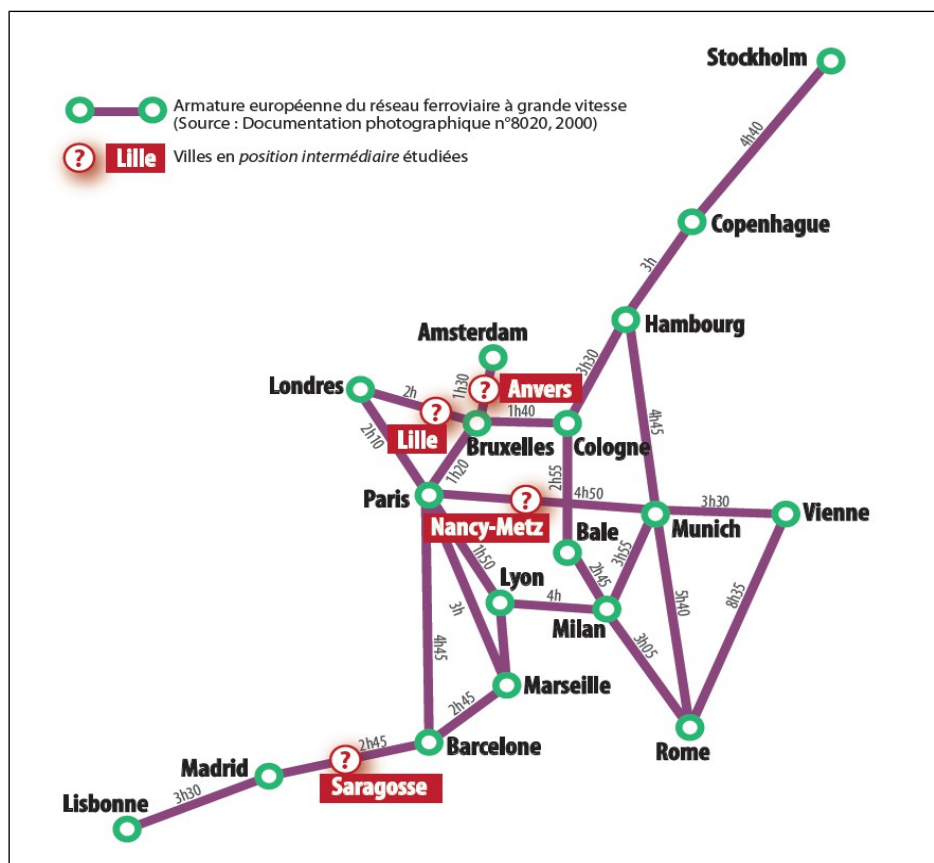 Stockholm
Armature européenne du réseau ferroviaire à grande vitesse
(Source : Documentation photographique n°8020, 2000)
? Lille Villes en position intermédiaire étudiées
4h40
Copenhague
3h
Hambourg
Amsterdam
3h30
Londres
2h
1h30
? Anvers
?
1h40
4h45
Lille
Bruxelles
Cologne
2h10
1h20
2h55
Paris
?
4h50
3h30
Nancy-Metz
Munich
Vienne
Bale
1h50
3h55
Lyon
2h45
4h
3h
Milan
5h40
8h35
4h45
3h05
Marseille
2h45
Barcelone
Rome
2h45
Madrid
?
Saragosse
3h30
Lisbonne